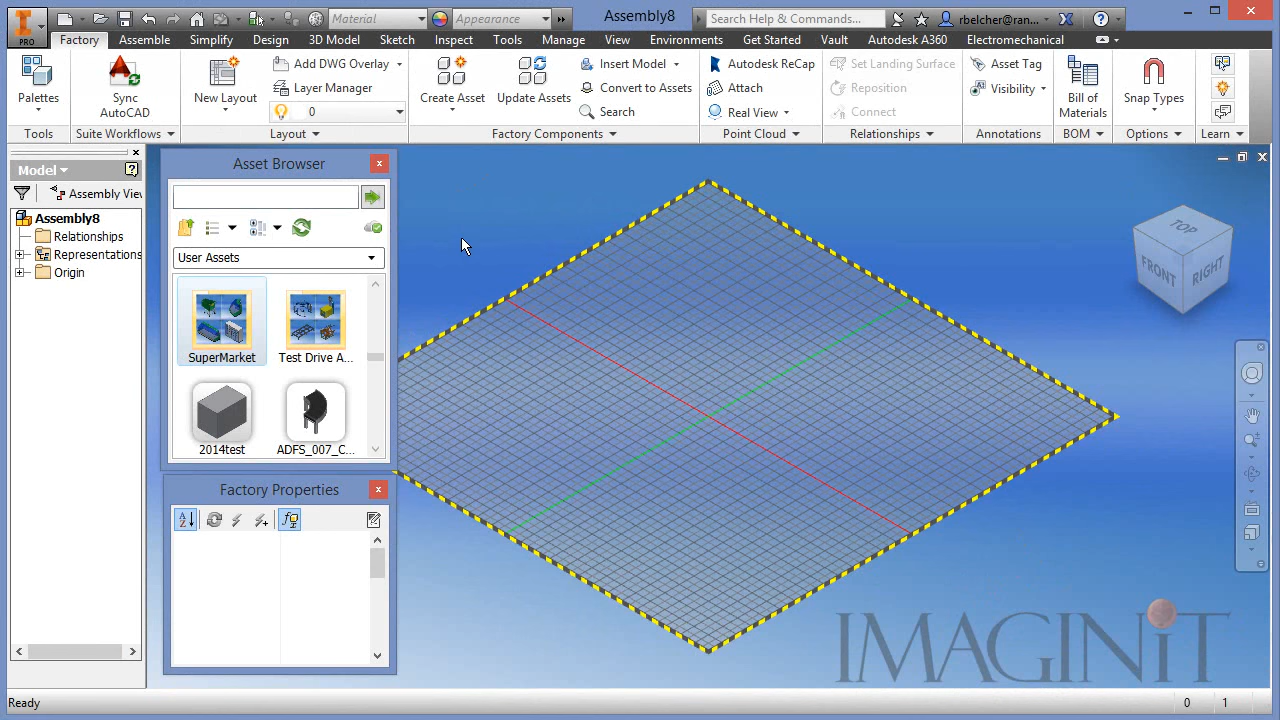 PRO
Material
Appearance
Assembly8
Search Help & Commands...
rbelcher@ran...
Factory Assemble Simplify Design 3D Model Sketch Inspect Tools Manage View Environments Get Started Vault Autodesk A360 Electromechanical
Palettes
Tools
Sync AutoCAD
Suite Workflows
New Layout
Add DWG Overlay
Layer Manager
0
Layout
Create Asset
Update Assets
Insert Model
Convert to Assets
Search
Factory Components
Autodesk ReCap
Attach
Real View
Point Cloud
Set Landing Surface
Reposition
Connect
Relationships
Asset Tag
Visibility
Annotations
Bill of Materials
BOM
Snap Types
Options
Learn
Model
Assembly View
Assembly8
Relationships
Representations
Origin
Asset Browser
User Assets
SuperMarket
Test Drive A...
2014test
ADFS_007_C...
Factory Properties
TOP
FRONT
RIGHT
IMAGINiT
Ready
0 1